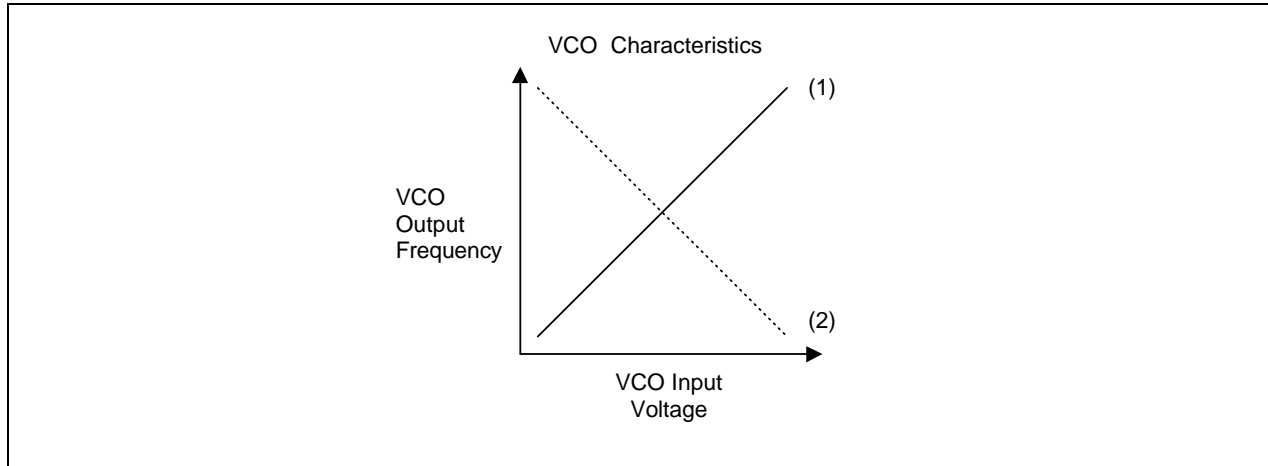 VCO Characteristics
(1)
VCO
Output
Frequency
(2)
VCO Input
Voltage